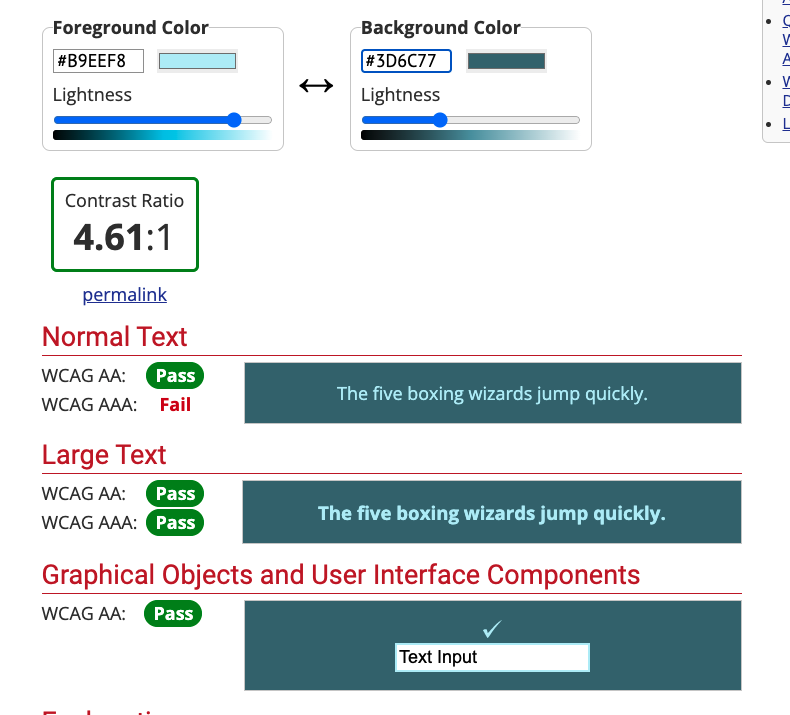 Foreground Color
Background Color
#B9EEF8
#3D6C77
Lightness
Lightness
Contrast Ratio
4.61:1
permalink
Normal Text
WCAG AA: Pass
WCAG AAA: Fail
The five boxing wizards jump quickly.
Large Text
WCAG AA: Pass
WCAG AAA: Pass
The five boxing wizards jump quickly.
Graphical Objects and User Interface Components
WCAG AA: Pass
✓
Text Input